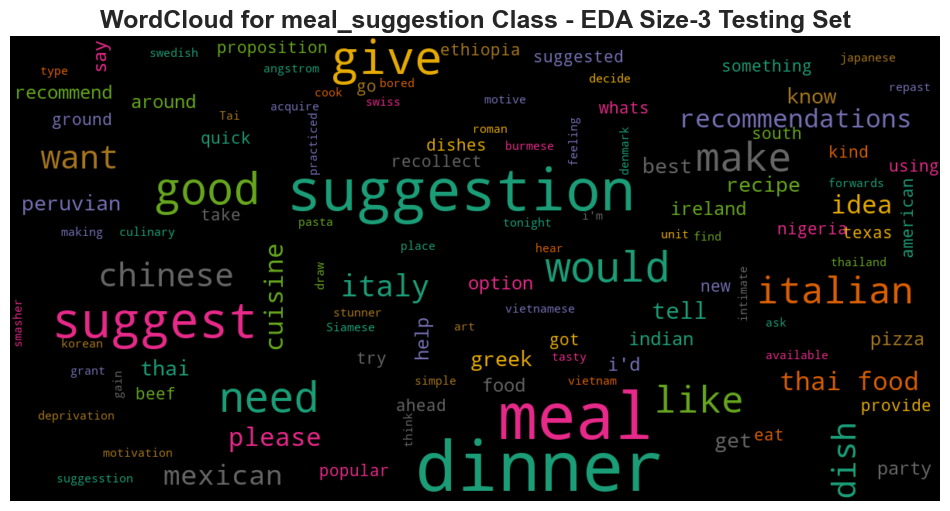 WordCloud for meal_suggestion Class - EDA Size-3 Testing Set
say swedish proposition give ethiopia suggested something japanese
type angstrom go bored decide
recommend around acquire cook swiss motive whats know repast
ground Tai practiced roman feeling denmark recommendations
quick dishes burmese south kind
want recollect best make using
good suggestion recipe forwards
peruvian take ireland idea american
pasta tonight i'm nigeria texas
making culinary place unit find
chinese cuisine draw italy hear would thailand
option new intimate italian
smasher suggest stunner vietnamese tell ask
Siamese help art got indian pizza
korean try greek tasty i'd available
grant gain thai simple food vietnam thai food
beef need ahead meal like provide
deprivation think
please get eat dish
motivation popular dinner party
suggesstion mexican